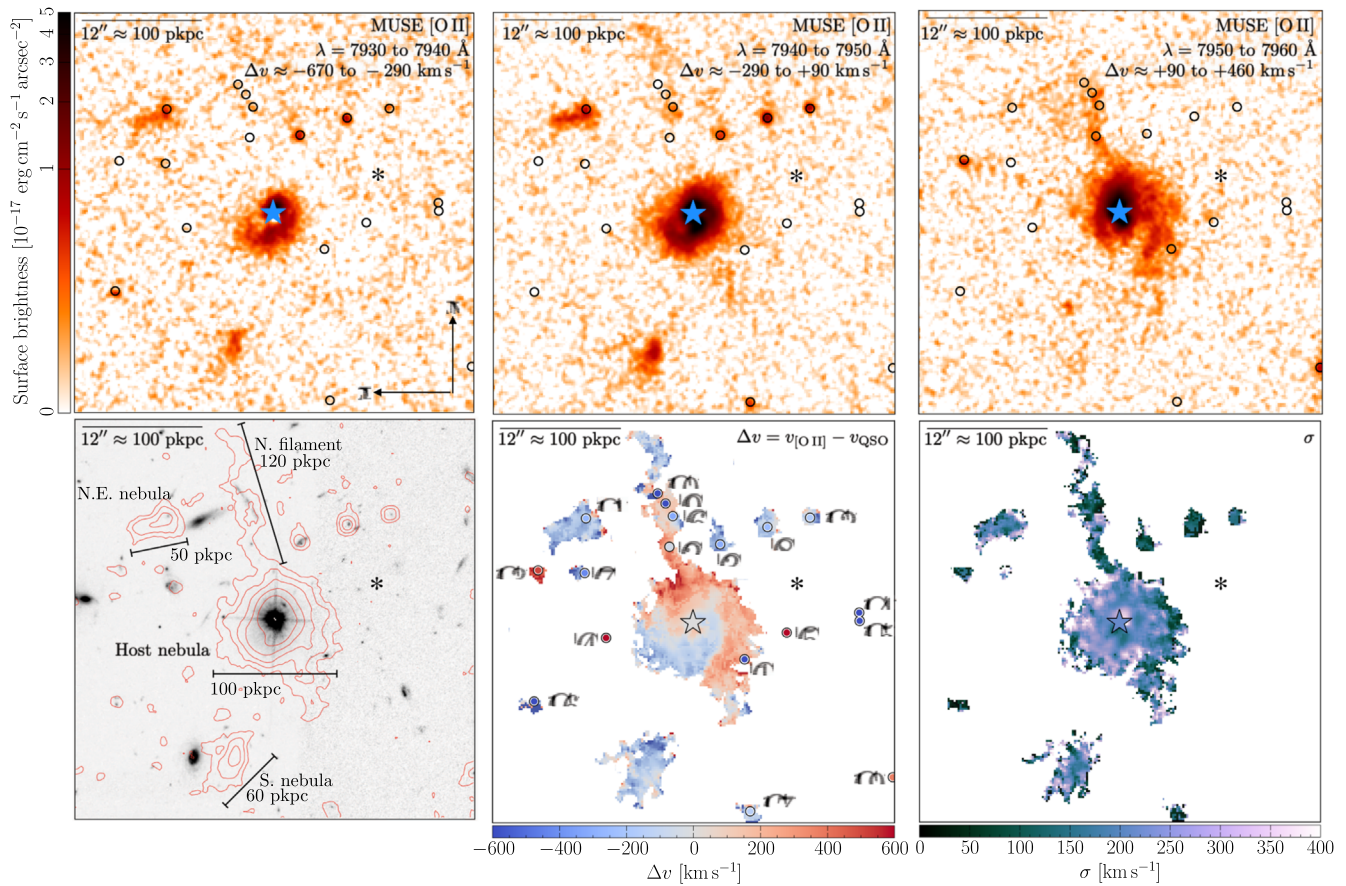 5
4
3
2
1
0
Surface brightness [10⁻¹⁷ erg cm⁻² s⁻¹ arcsec⁻²]
12″ ≈ 100 pkpc
MUSE [O II]
λ = 7930 to 7940 Å
Δv ≈ −670 to − 290 km s⁻¹
*
12″ ≈ 100 pkpc
MUSE [O II]
λ = 7940 to 7950 Å
Δv ≈ −290 to +90 km s⁻¹
*
12″ ≈ 100 pkpc
MUSE [O II]
λ = 7950 to 7960 Å
Δv ≈ +90 to +460 km s⁻¹
*
12″ ≈ 100 pkpc
N. filament
120 pkpc
N.E. nebula
50 pkpc
*
Host nebula
100 pkpc
S. nebula
60 pkpc
12″ ≈ 100 pkpc
Δv = v[O II] − vQSO
*
−600 −400 −200 0 200 400 600
Δv [km s⁻¹]
12″ ≈ 100 pkpc
σ
*
0 50 100 150 200 250 300 350 400
σ [km s⁻¹]